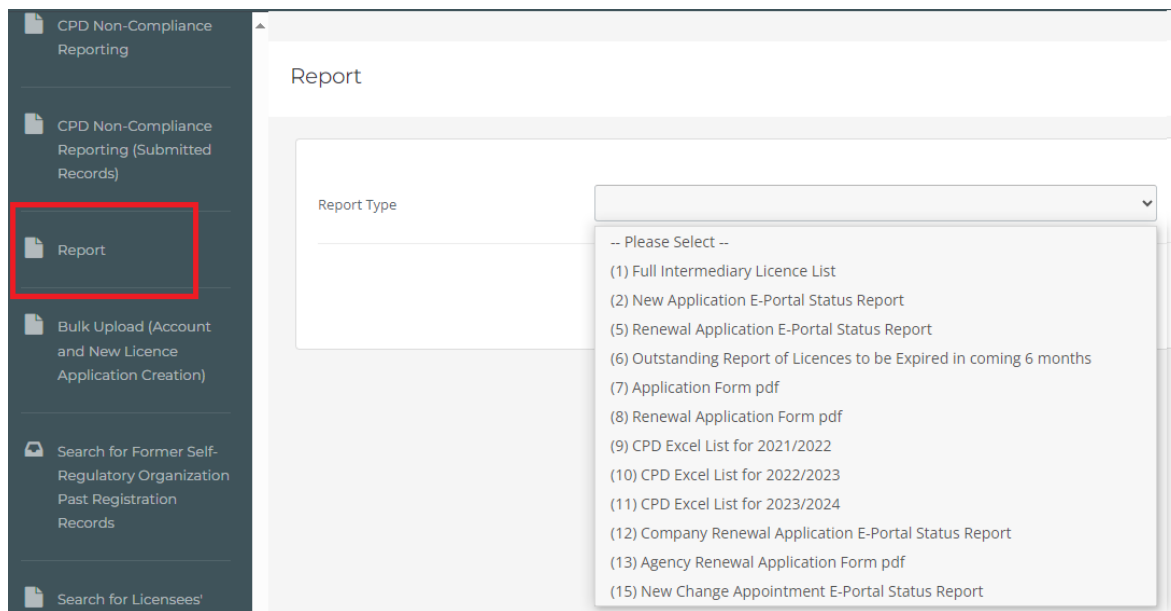 CPD Non-Compliance
Reporting
CPD Non-Compliance
Reporting (Submitted
Records)
Report
Bulk Upload (Account
and New Licence
Application Creation)
Search for Former Self-
Regulatory Organization
Past Registration
Records
Search for Licensees'
Report
Report Type
-- Please Select --
(1) Full Intermediary Licence List
(2) New Application E-Portal Status Report
(5) Renewal Application E-Portal Status Report
(6) Outstanding Report of Licences to be Expired in coming 6 months
(7) Application Form pdf
(8) Renewal Application Form pdf
(9) CPD Excel List for 2021/2022
(10) CPD Excel List for 2022/2023
(11) CPD Excel List for 2023/2024
(12) Company Renewal Application E-Portal Status Report
(13) Agency Renewal Application Form pdf
(15) New Change Appointment E-Portal Status Report